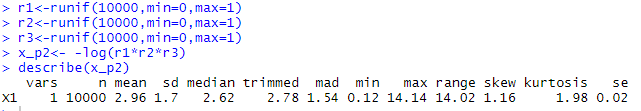 > r1<-runif(10000,min=0,max=1)
> r2<-runif(10000,min=0,max=1)
> r3<-runif(10000,min=0,max=1)
> x_p2<- -log(r1*r2*r3)
> describe(x_p2)
   vars     n mean  sd median trimmed  mad  min   max range skew kurtosis   se
X1    1 10000 2.96 1.7   2.62    2.78 1.54 0.12 14.14 14.02 1.16     1.98 0.02